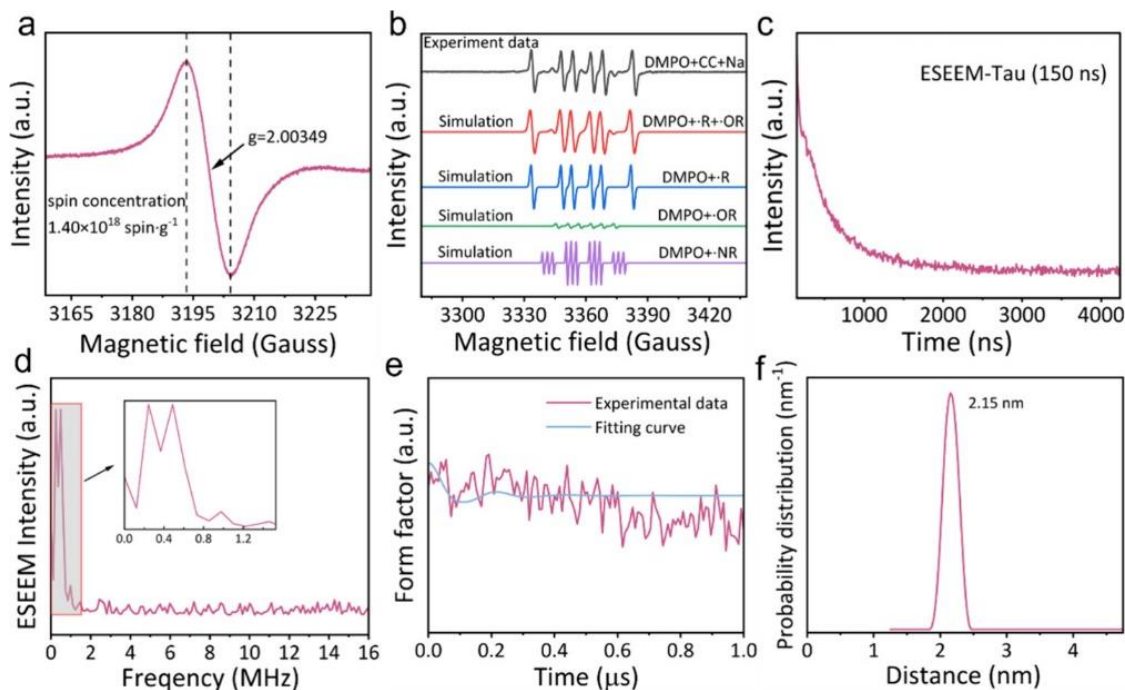 a
Intensity (a.u.)
g=2.00349
spin concentration
1.40×10¹⁸ spin·g⁻¹
3165 3180 3195 3210 3225
Magnetic field (Gauss)
b
Intensity (a.u.)
Experiment data
DMPO+CC+Na
Simulation
DMPO+·R+·OR
Simulation
DMPO+·R
Simulation
DMPO+·OR
Simulation
DMPO+·NR
3300 3330 3360 3390 3420
Magnetic field (Gauss)
c
Intensity (a.u.)
ESEEM-Tau (150 ns)
1000 2000 3000 4000
Time (ns)
d
ESEEM Intensity (a.u.)
0.0 0.4 0.8 1.2
0 2 4 6 8 10 12 14 16
Freqency (MHz)
e
Form factor (a.u.)
Experimental data
Fitting curve
0.0 0.2 0.4 0.6 0.8 1.0
Time (μs)
f
Probability distribution (nm⁻¹)
2.15 nm
0 1 2 3 4
Distance (nm)